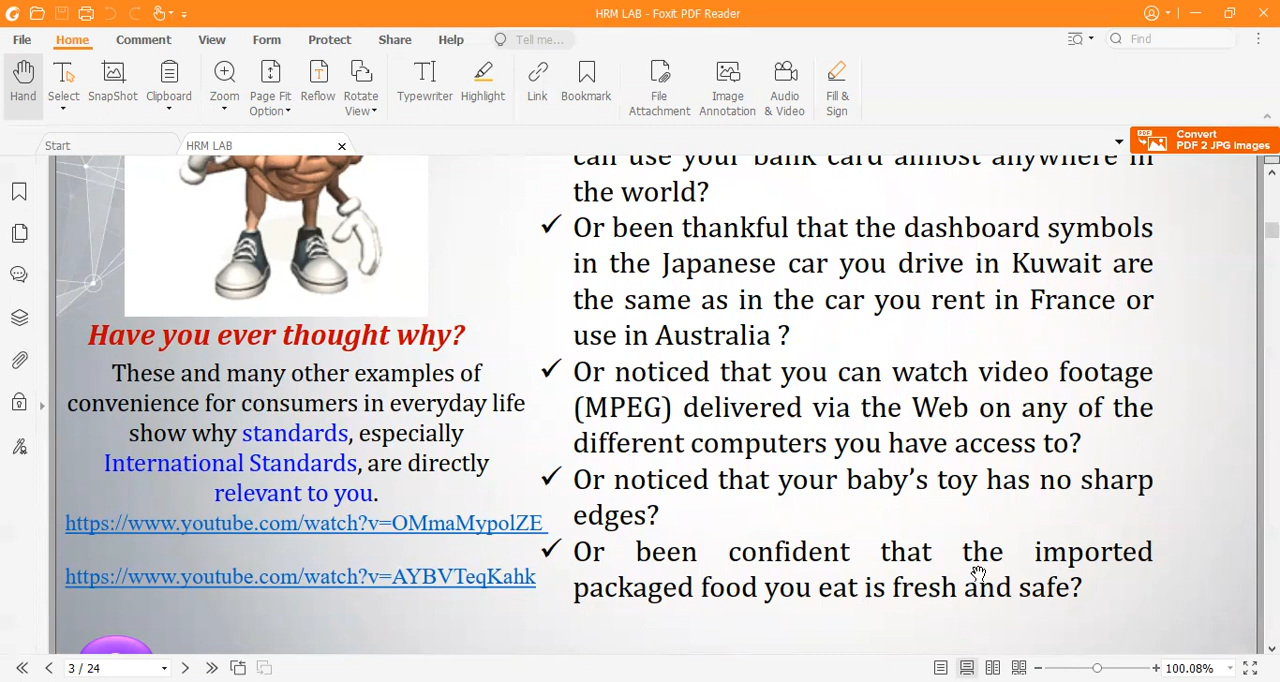 HRM LAB - Foxit PDF Reader
File Home Comment View Form Protect Share Help Tell me... Find
Hand Select SnapShot Clipboard Zoom Page Fit Option Reflow Rotate View Typewriter Highlight Link Bookmark File Attachment Image Annotation Audio & Video Fill & Sign
Start HRM LAB
Convert
PDF 2 JPG Images
Have you ever thought why?
These and many other examples of
convenience for consumers in everyday life
show why standards, especially
International Standards, are directly
relevant to you.
https://www.youtube.com/watch?v=OMmaMypolZE
https://www.youtube.com/watch?v=AYBVTeqKahk
can use your bank card almost anywhere in
the world?
✓ Or been thankful that the dashboard symbols
in the Japanese car you drive in Kuwait are
the same as in the car you rent in France or
use in Australia ?
✓ Or noticed that you can watch video footage
(MPEG) delivered via the Web on any of the
different computers you have access to?
✓ Or noticed that your baby’s toy has no sharp
edges?
✓ Or been confident that the imported
packaged food you eat is fresh and safe?
3 / 24
100.08%